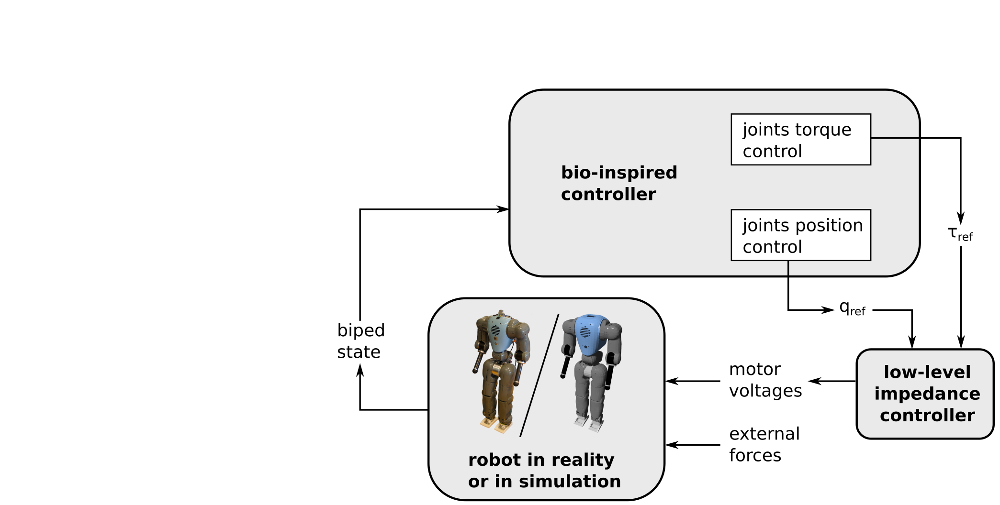 joints torque
control
bio-inspired
controller
joints position
control
τref
qref
biped
state
motor
voltages
low-level
impedance
controller
external
forces
robot in reality
or in simulation